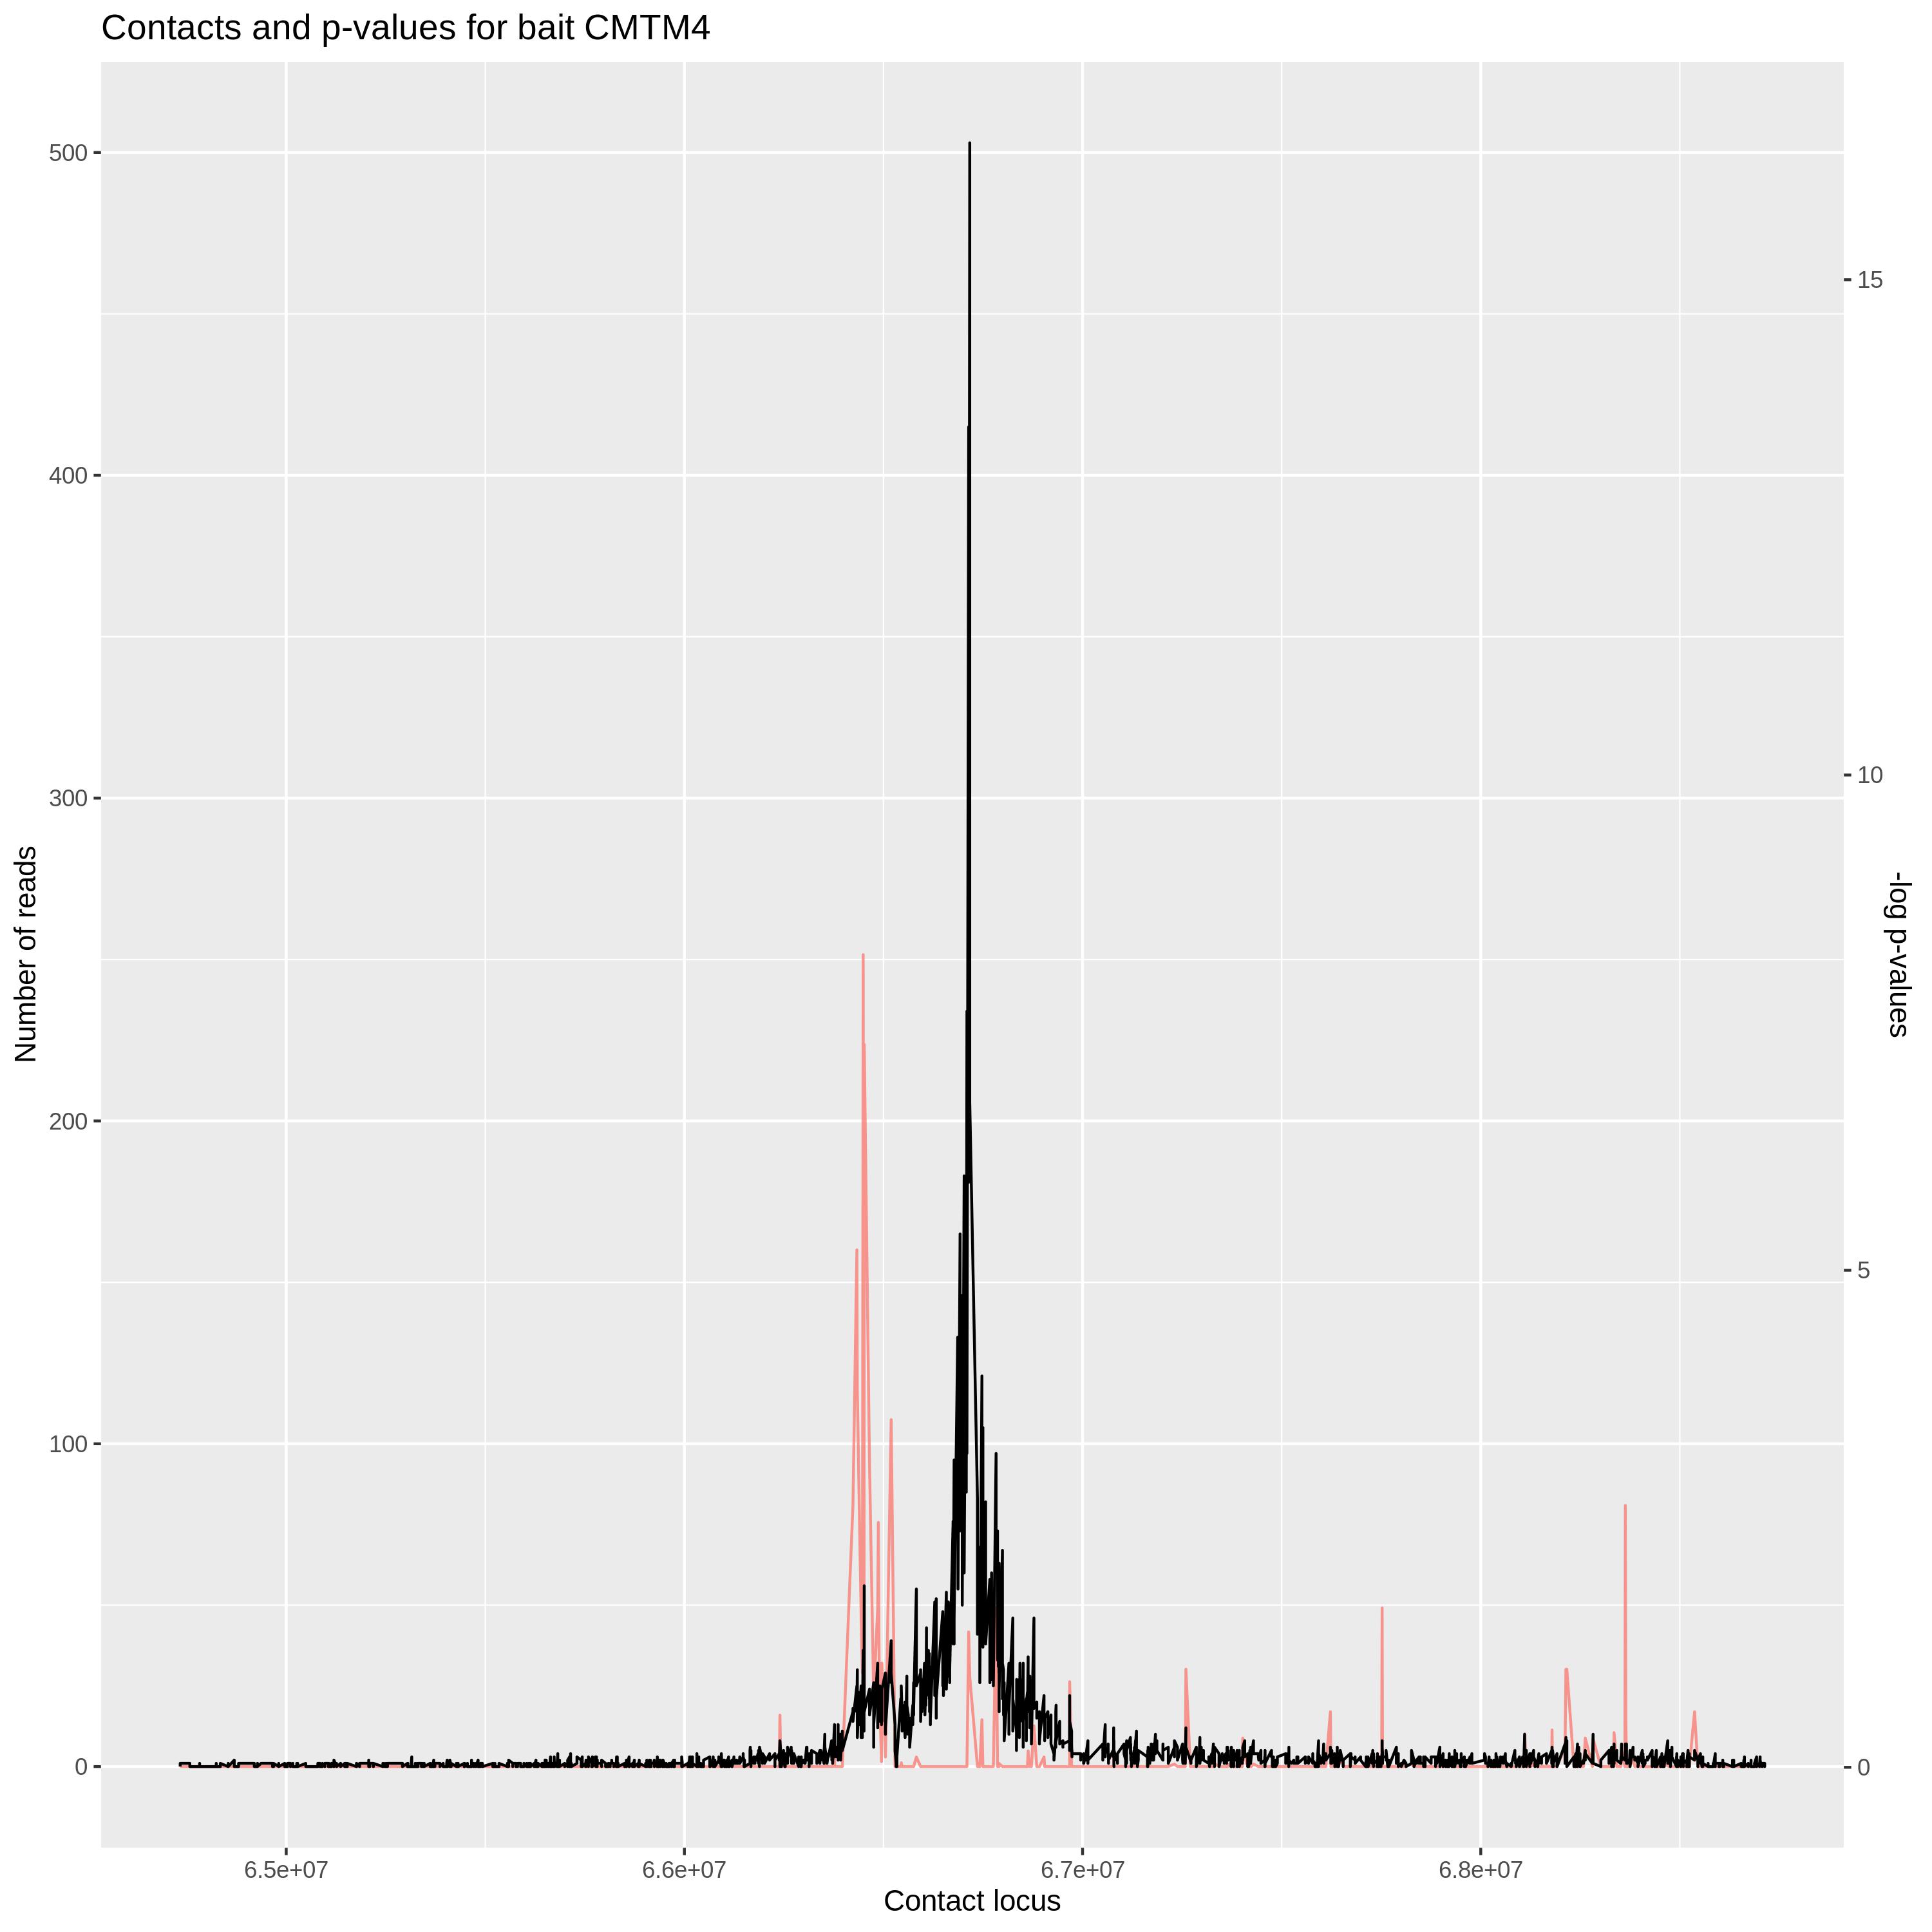 Contacts and p-values for bait CMTM4
500
400
300
200
100
0
Number of reads
15
10
5
0
-log p-values
6.5e+07 6.6e+07 6.7e+07 6.8e+07
Contact locus